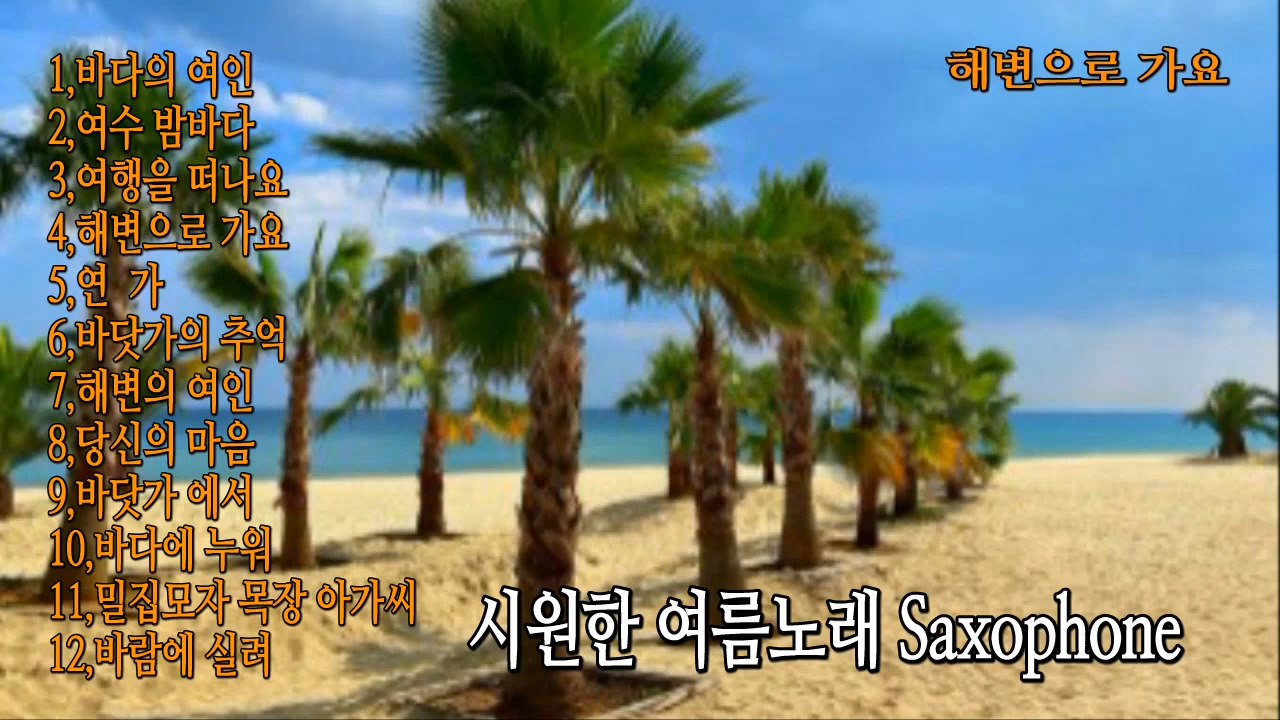 1,바다의 여인
2,여수 밤바다
3,여행을 떠나요
4,해변으로 가요
5,연  가
6,바닷가의 추억
7,해변의 여인
8,당신의 마음
9,바닷가 에서
10,바다에 누워
11,밀집모자 목장 아가씨
12,바람에 실려
해변으로 가요
시원한 여름노래 Saxophone